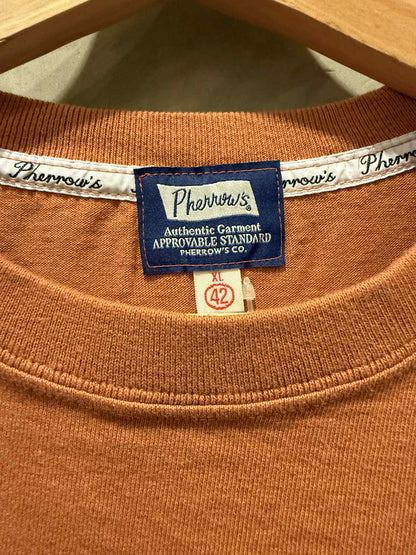 Pherrow's
Pherrow's
Pherrow's
Authentic Garment
APPROVABLE STANDARD
PHERROW'S CO.
XL
42